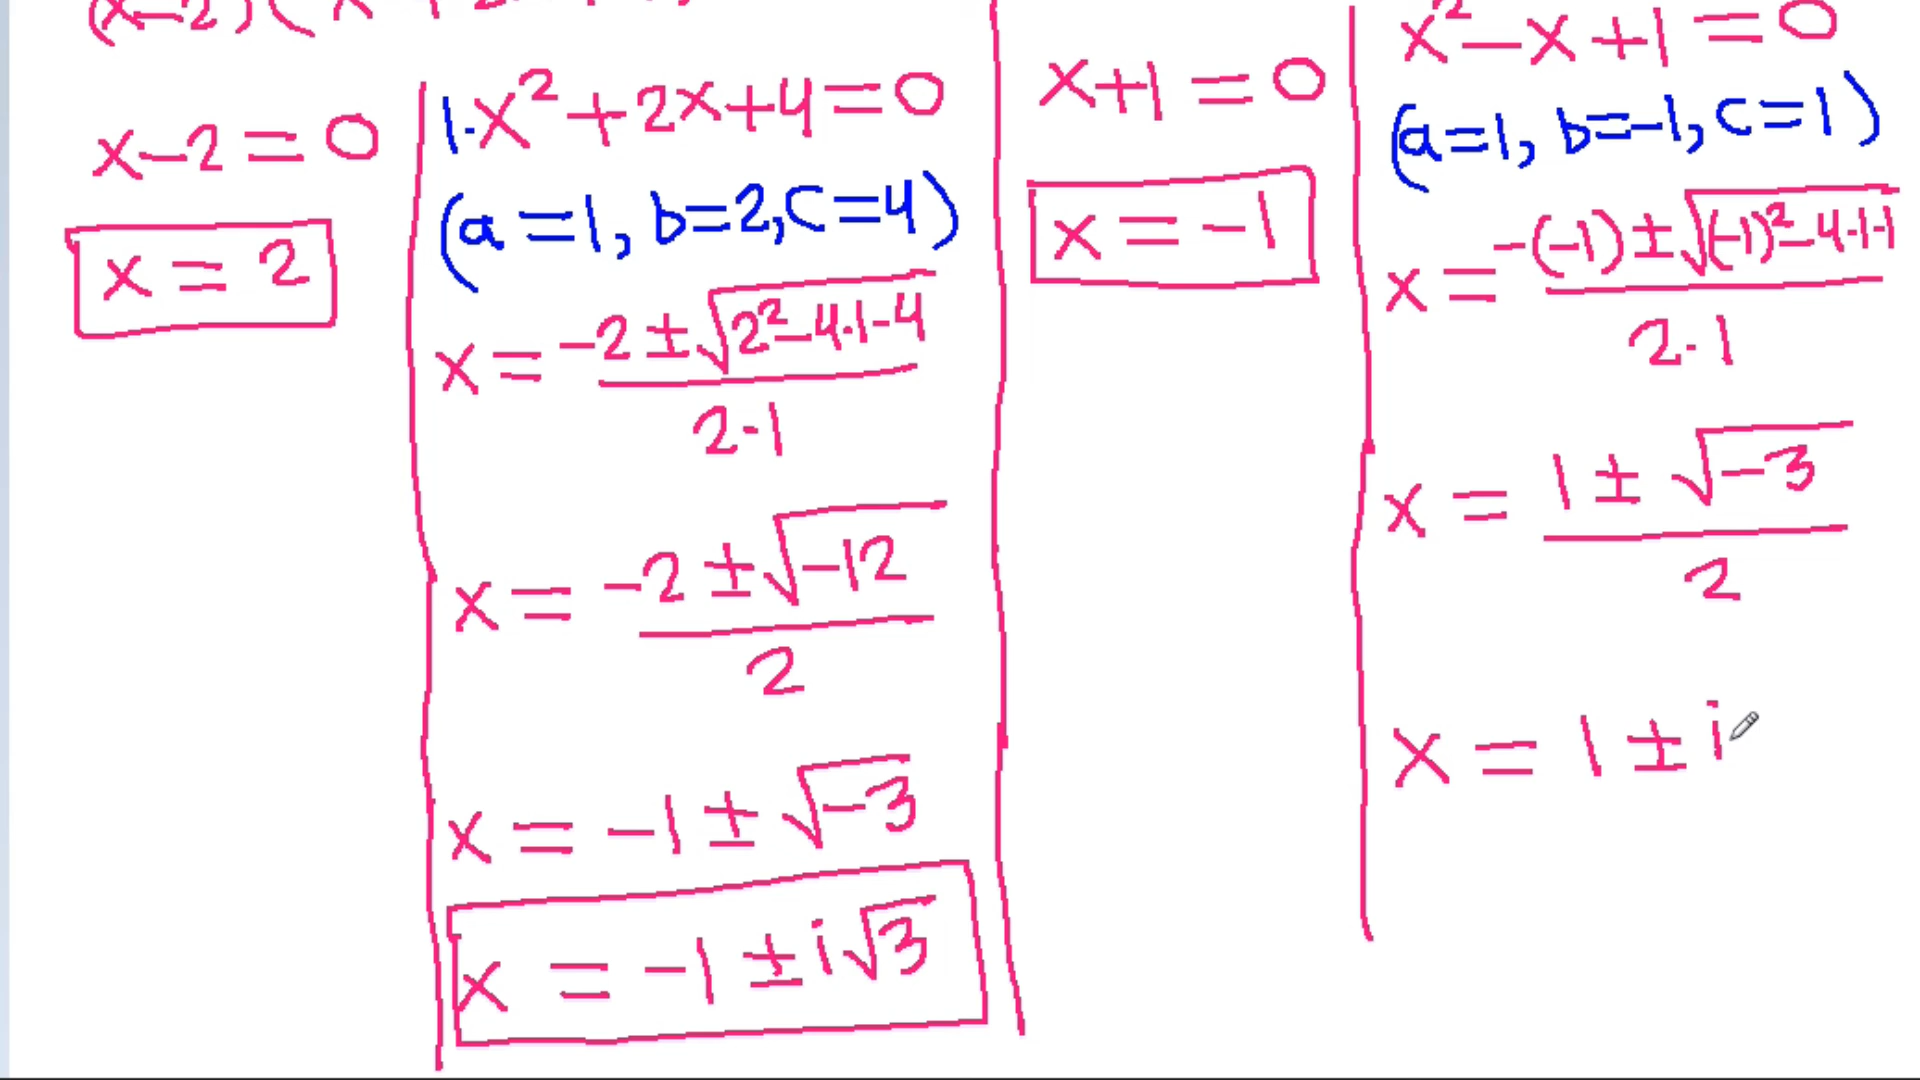 (x-2)(x
x-2=0
x = 2
1·x²+2x+4=0
(a=1, b=2, c=4)
x = -2±√2²-4·1-4
2·1
x = -2±√-12
2
x = -1±√-3
x = -1±i√3
x+1=0
x = -1
x²-x+1=0
(a=1, b=-1, c=1)
x = -(-1)±√(-1)²-4·1·1
2·1
x = 1±√-3
2
x = 1±i